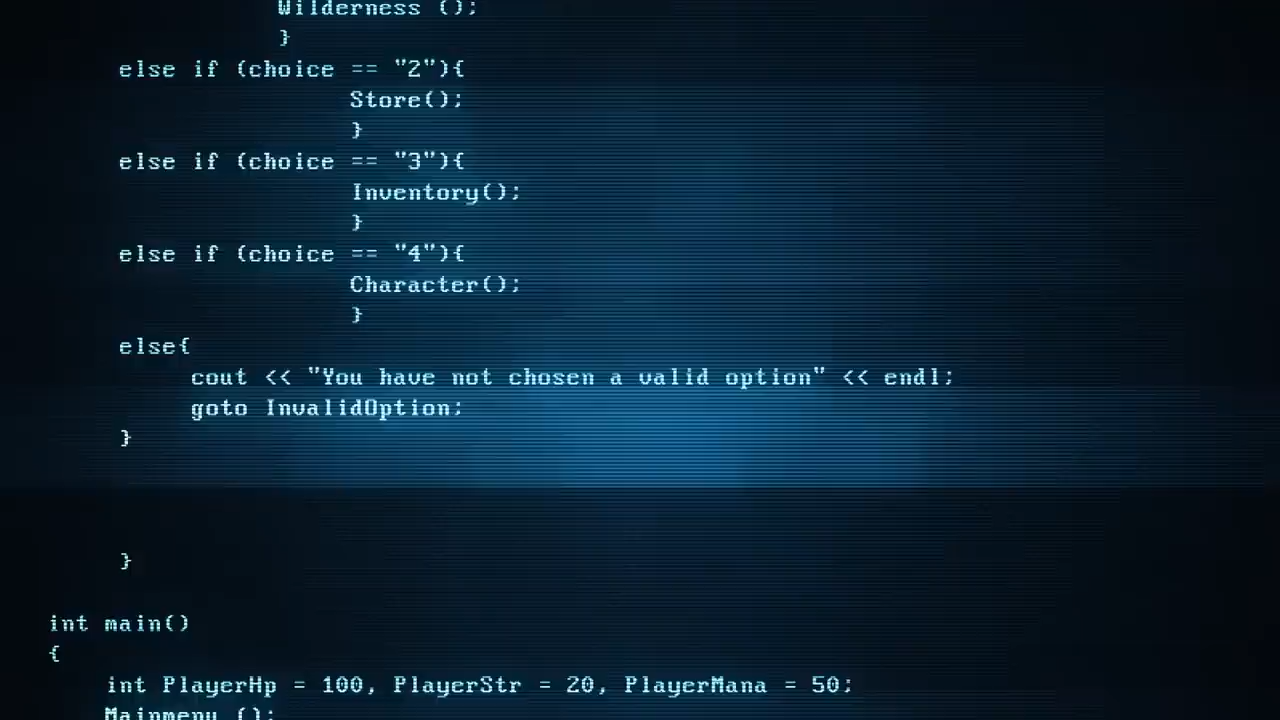 Wilderness ();
}
else if (choice == "2"){
Store();
}
else if (choice == "3"){
Inventory();
}
else if (choice == "4"){
Character();
}
else{
cout << "You have not chosen a valid option" << endl;
goto InvalidOption;
}
}
int main()
{
int PlayerHp = 100, PlayerStr = 20, PlayerMana = 50;
Mainmenu ();